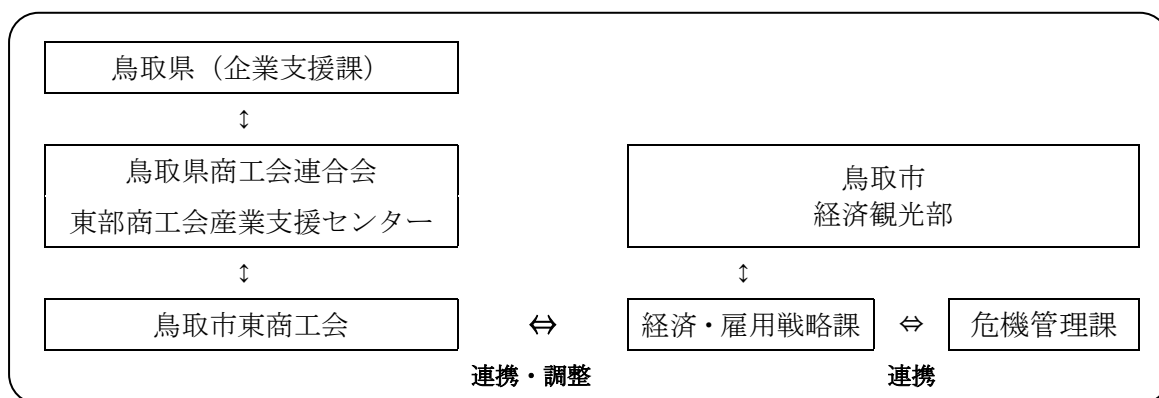 鳥取県（企業支援課）
↕
鳥取県商工会連合会
東部商工会産業支援センター
鳥取市
経済観光部
↕
↕
鳥取市東商工会
⇔
経済・雇用戦略課
⇔
危機管理課
連携・調整
連携